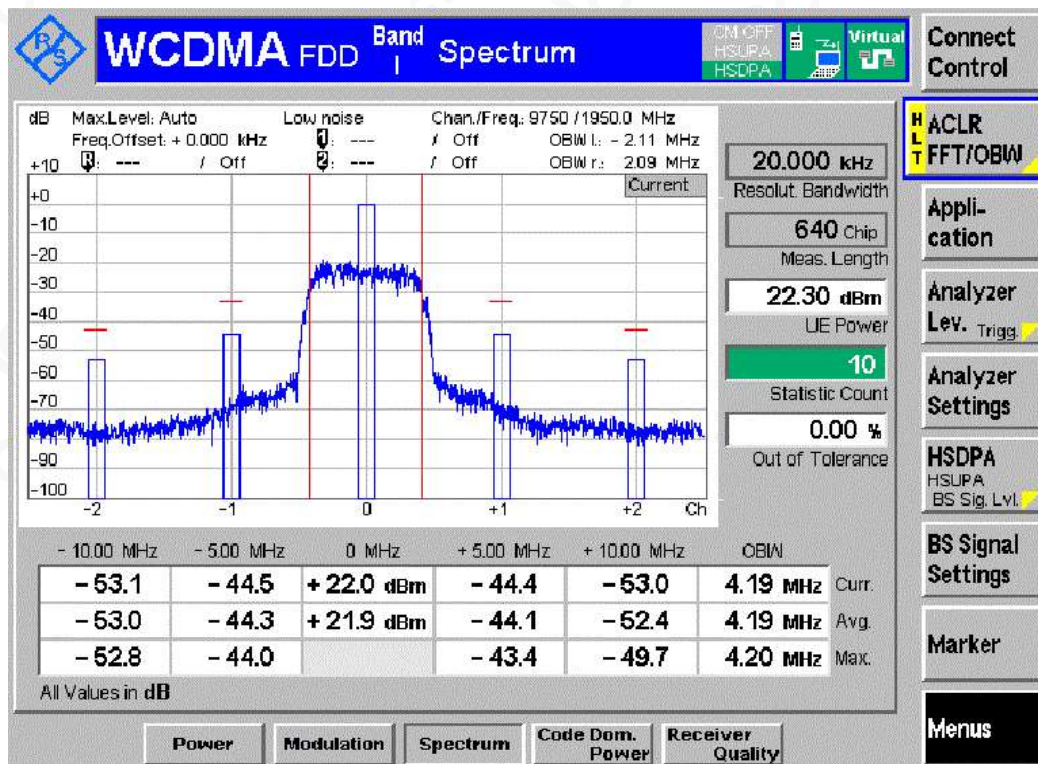 R&S
WCDMA FDD Band I Spectrum
CM OFF
HSUPA
HSDPA
Virtual
Connect Control
dB Max.Level: Auto Low noise Chan./Freq.: 9750 / 1950.0 MHz
Freq.Offset: + 0.000 kHz 1: --- / Off OBW l.: - 2.11 MHz
R: --- / Off 2: --- / Off OBW r.: 2.09 MHz
Current
+10
+0
-10
-20
-30
-40
-50
-60
-70
-90
-100
-2 -1 0 +1 +2 Ch
20.000 kHz
Resolut. Bandwidth
640 Chip
Meas. Length
22.30 dBm
UE Power
10
Statistic Count
0.00 %
Out of Tolerance
- 10.00 MHz - 5.00 MHz 0 MHz + 5.00 MHz + 10.00 MHz OBW
- 53.1 - 44.5 + 22.0 dBm - 44.4 - 53.0 4.19 MHz Curr.
- 53.0 - 44.3 + 21.9 dBm - 44.1 - 52.4 4.19 MHz Avg.
- 52.8 - 44.0 - 43.4 - 49.7 4.20 MHz Max.
All Values in dB
HLT
ACLR
FFT/OBW
Appli-
cation
Analyzer
Lev. Trigg.
Analyzer
Settings
HSDPA
HSUPA
BS Sig. Lvl.
BS Signal
Settings
Marker
Menus
Power
Modulation
Spectrum
Code Dom.
Power
Receiver
Quality